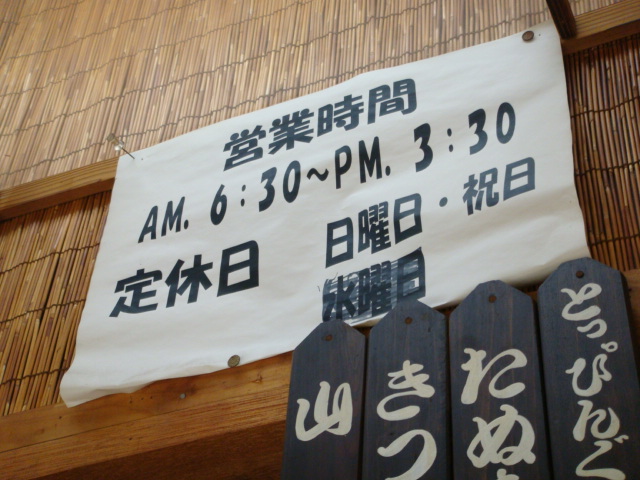 営業時間
AM. 6:30~PM. 3:30
定休日 日曜日・祝日
水曜日
とっぴんぐ
たぬ
きつ
山